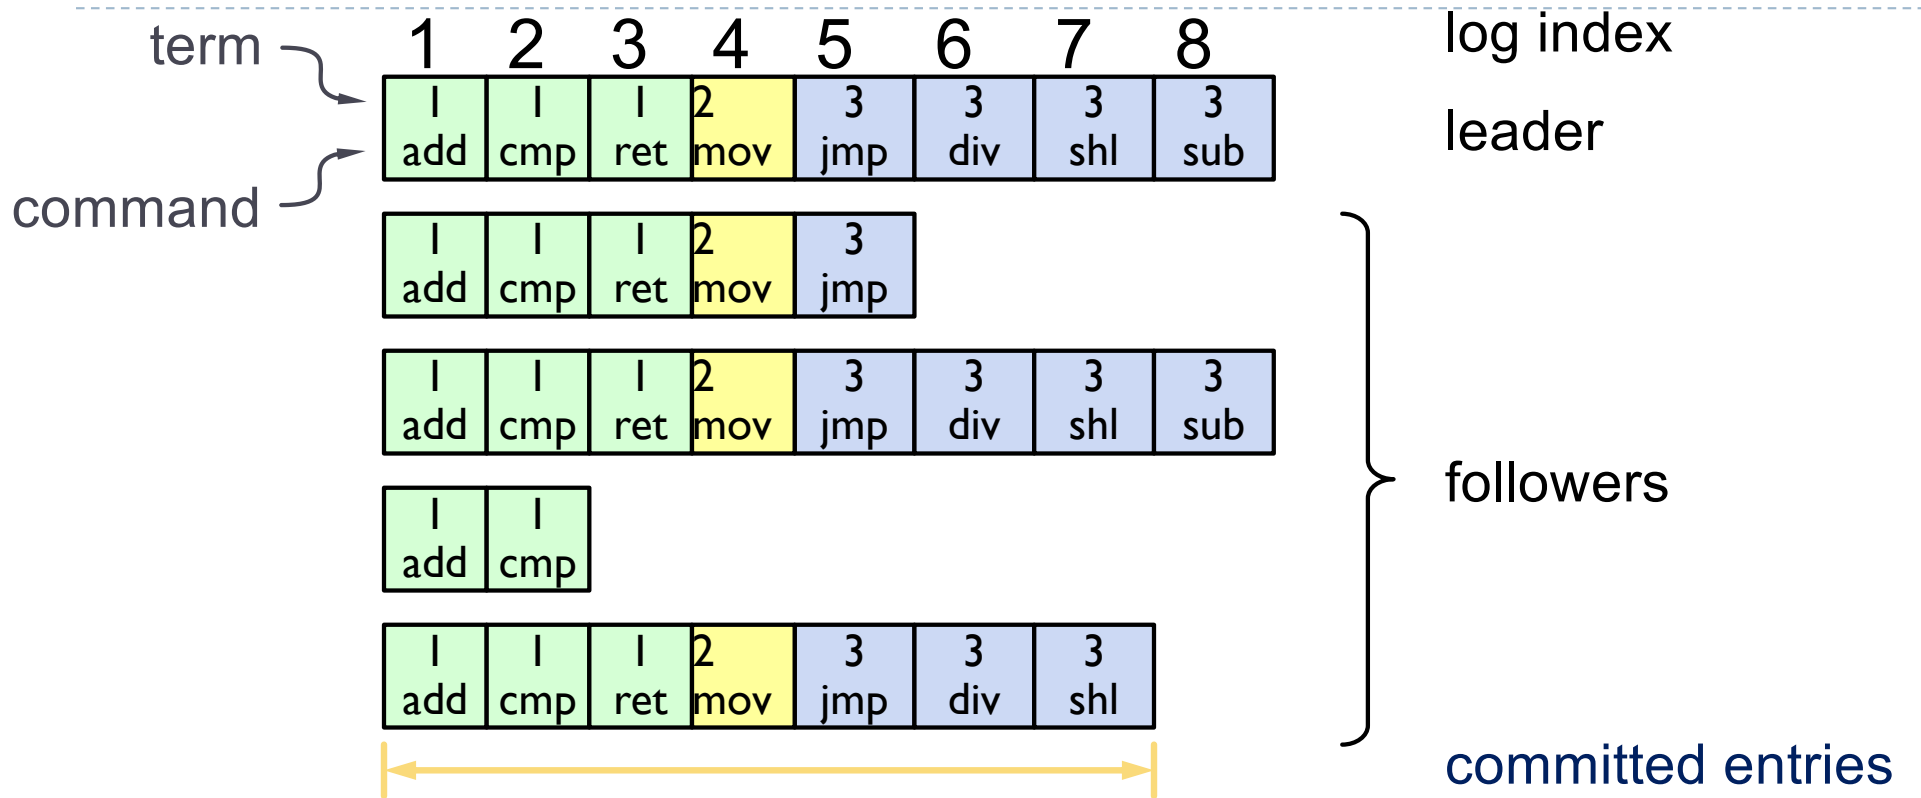 1 2 3 4 5 6 7 8 log index
term
1 1 1 2 3 3 3 3
leader
add cmp ret mov jmp div shl sub
command
1 1 1 2 3
add cmp ret mov jmp
1 1 1 2 3 3 3 3
add cmp ret mov jmp div shl sub
followers
1 1
add cmp
1 1 1 2 3 3 3
add cmp ret mov jmp div shl
committed entries